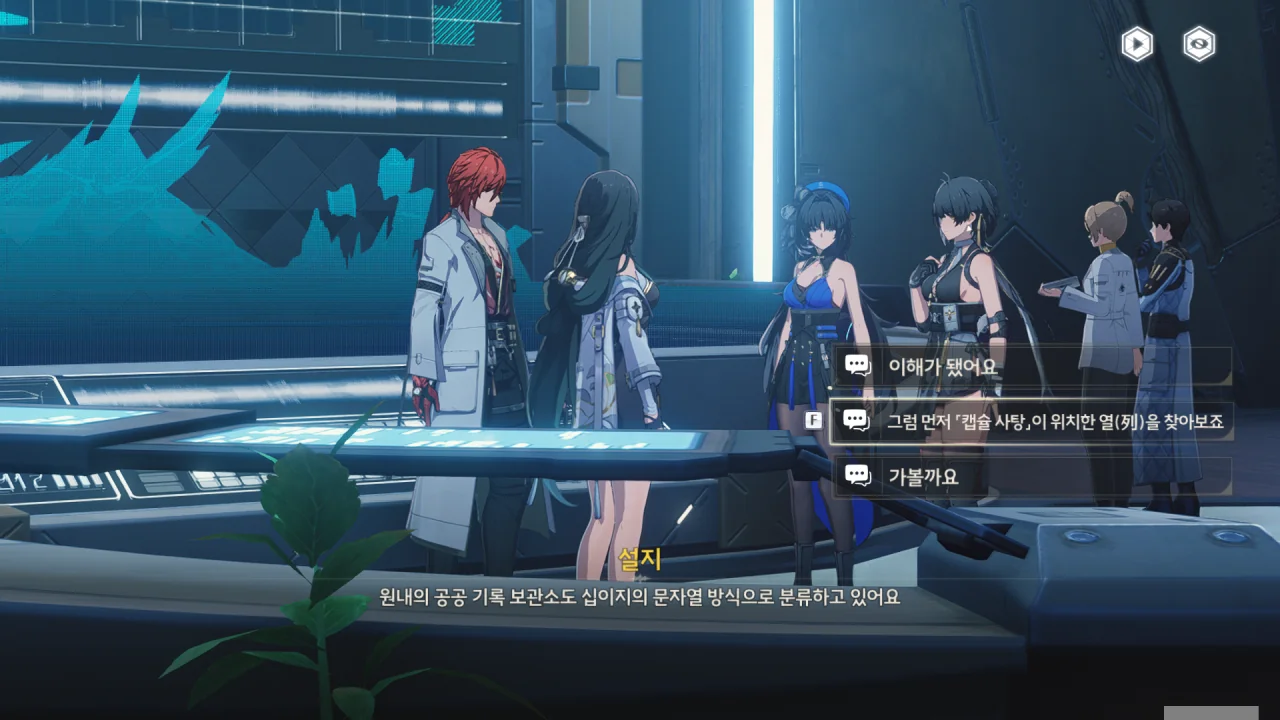 이해가 됐어요
F
그럼 먼저 「캡슐 사탕」이 위치한 열(列)을 찾아보죠
가볼까요
설지
원내의 공공 기록 보관소도 십이지의 문자열 방식으로 분류하고 있어요